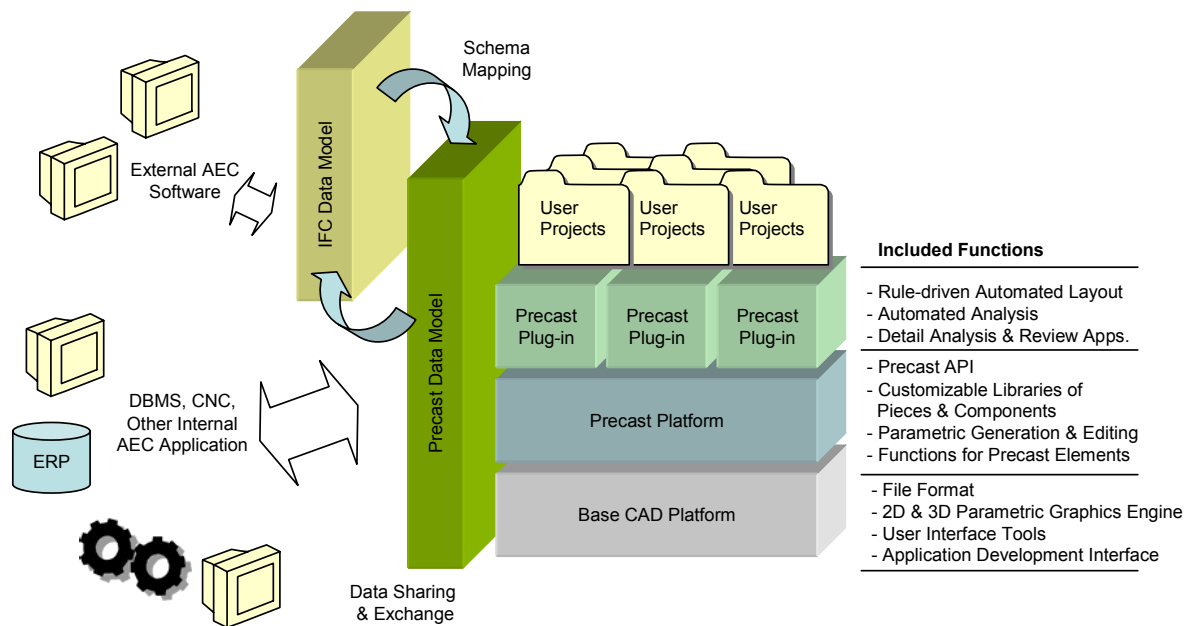 Schema
Mapping
External AEC
Software
IFC Data Model
Precast Data Model
User
Projects
User
Projects
User
Projects
Precast
Plug-in
Precast
Plug-in
Precast
Plug-in
Precast Platform
Base CAD Platform
DBMS, CNC,
Other Internal
AEC Application
ERP
Data Sharing
& Exchange
Included Functions
- Rule-driven Automated Layout
- Automated Analysis
- Detail Analysis & Review Apps.
- Precast API
- Customizable Libraries of
Pieces & Components
- Parametric Generation & Editing
- Functions for Precast Elements
- File Format
- 2D & 3D Parametric Graphics Engine
- User Interface Tools
- Application Development Interface